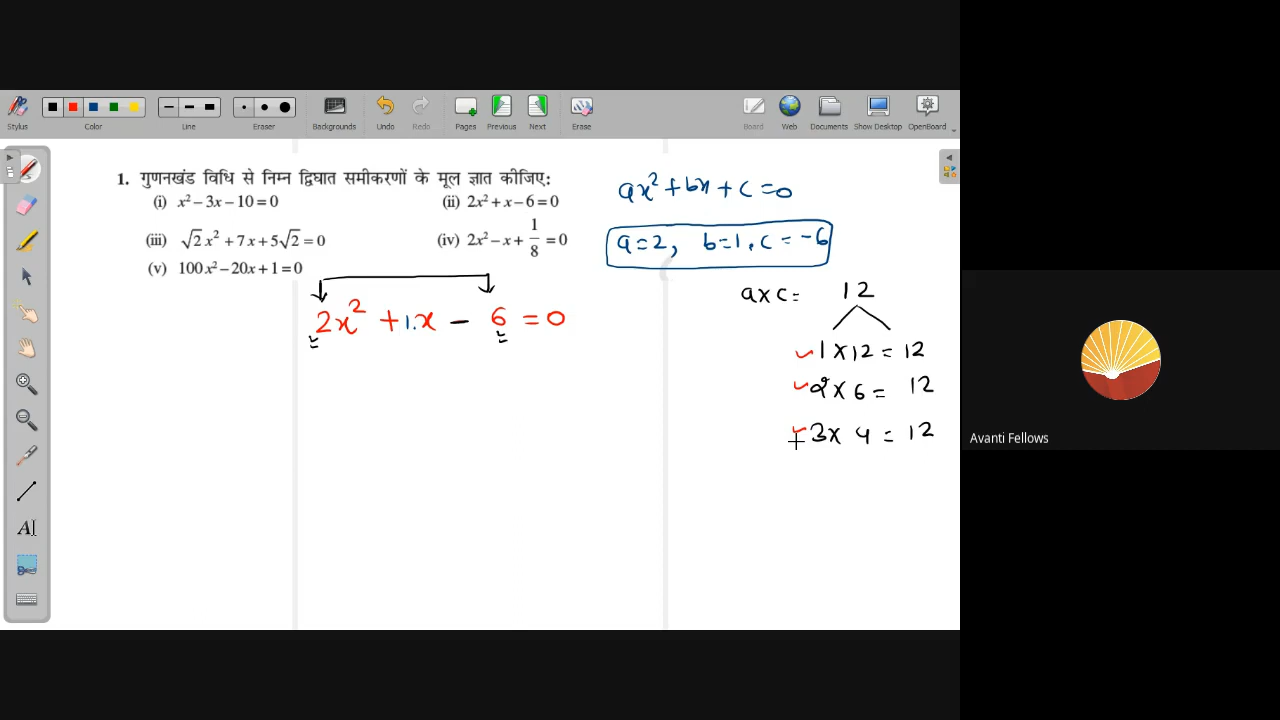 Stylus
Color
Line
Eraser
Backgrounds
Undo
Redo
Pages
Previous
Next
Erase
Board
Web
Documents
Show Desktop
OpenBoard
1. गुणनखंड विधि से निम्न द्विघात समीकरणों के मूल ज्ञात कीजिए:
(i) x² – 3x – 10 = 0
(ii) 2x² + x – 6 = 0
(iii) √2 x² + 7x + 5√2 = 0
(iv) 2x² – x + 1/8 = 0
(v) 100x² – 20x + 1 = 0
ax² + bx + c = 0
a = 2, b = 1, c = -6
2x² + 1.x - 6 = 0
a x c = 12
1 x 12 = 12
2 x 6 = 12
3 x 4 = 12
AI
Avanti Fellows